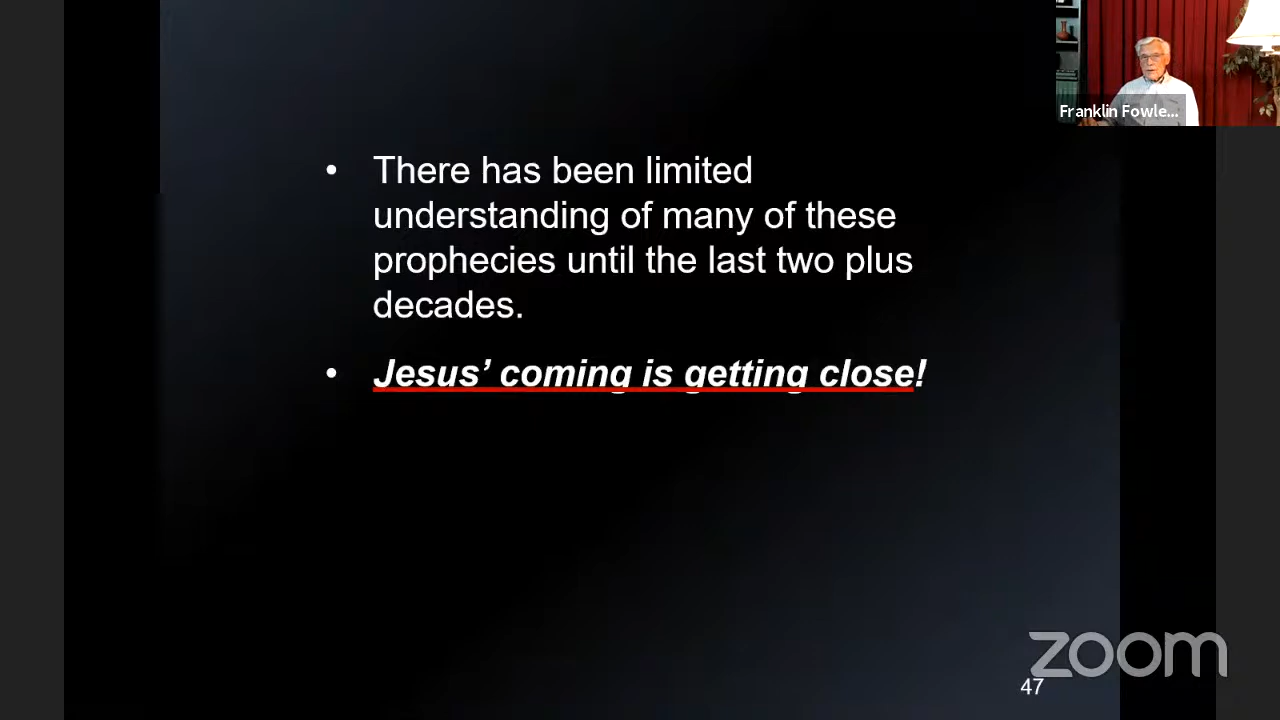 Franklin Fowle...
• There has been limited
understanding of many of these
prophecies until the last two plus
decades.
• Jesus’ coming is getting close!
zoom
47